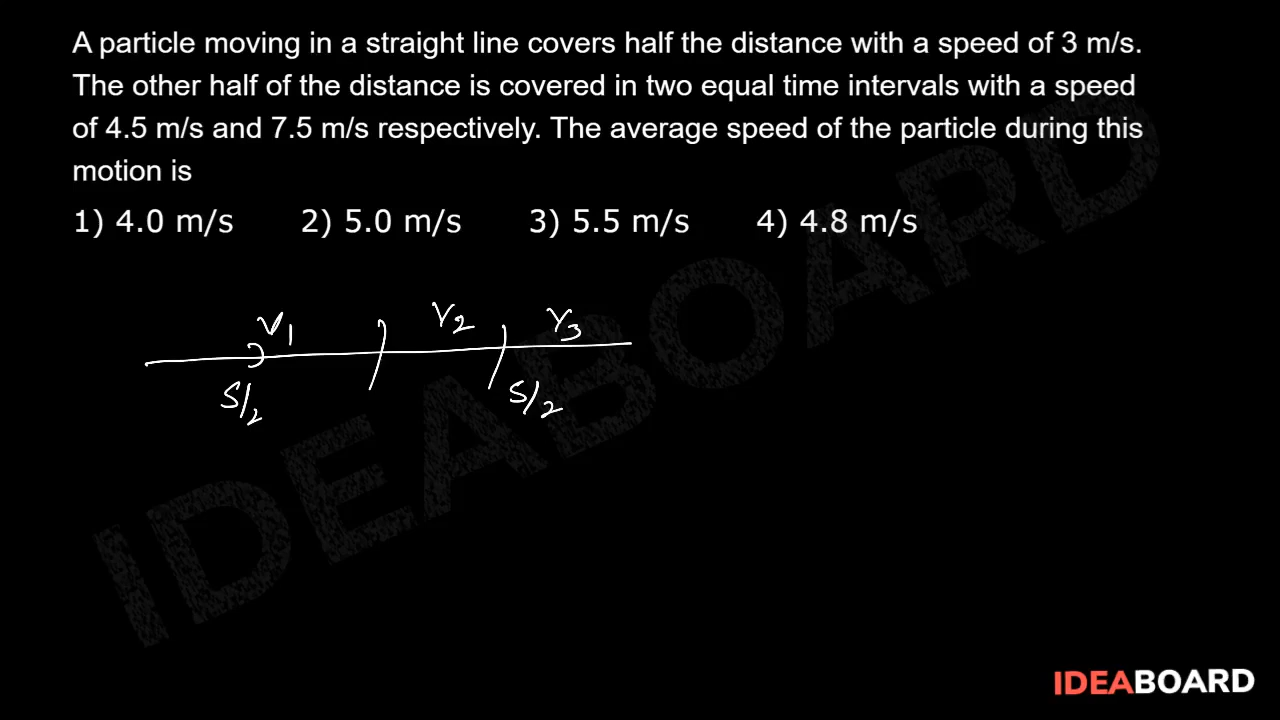 A particle moving in a straight line covers half the distance with a speed of 3 m/s.
The other half of the distance is covered in two equal time intervals with a speed
of 4.5 m/s and 7.5 m/s respectively. The average speed of the particle during this
motion is
1) 4.0 m/s 2) 5.0 m/s 3) 5.5 m/s 4) 4.8 m/s
V1 V2 V3
S/2 S/2
IDEABOARD
IDEABOARD